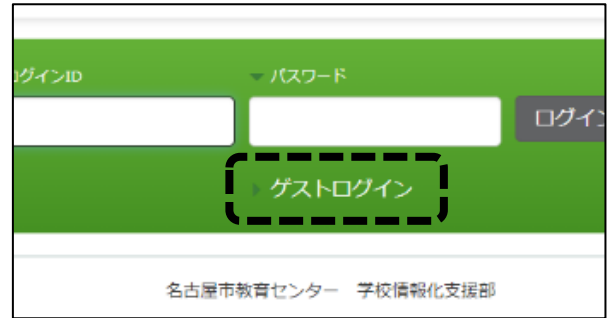 ログインID
パスワード
ログイン
ゲストログイン
名古屋市教育センター　学校情報化支援部